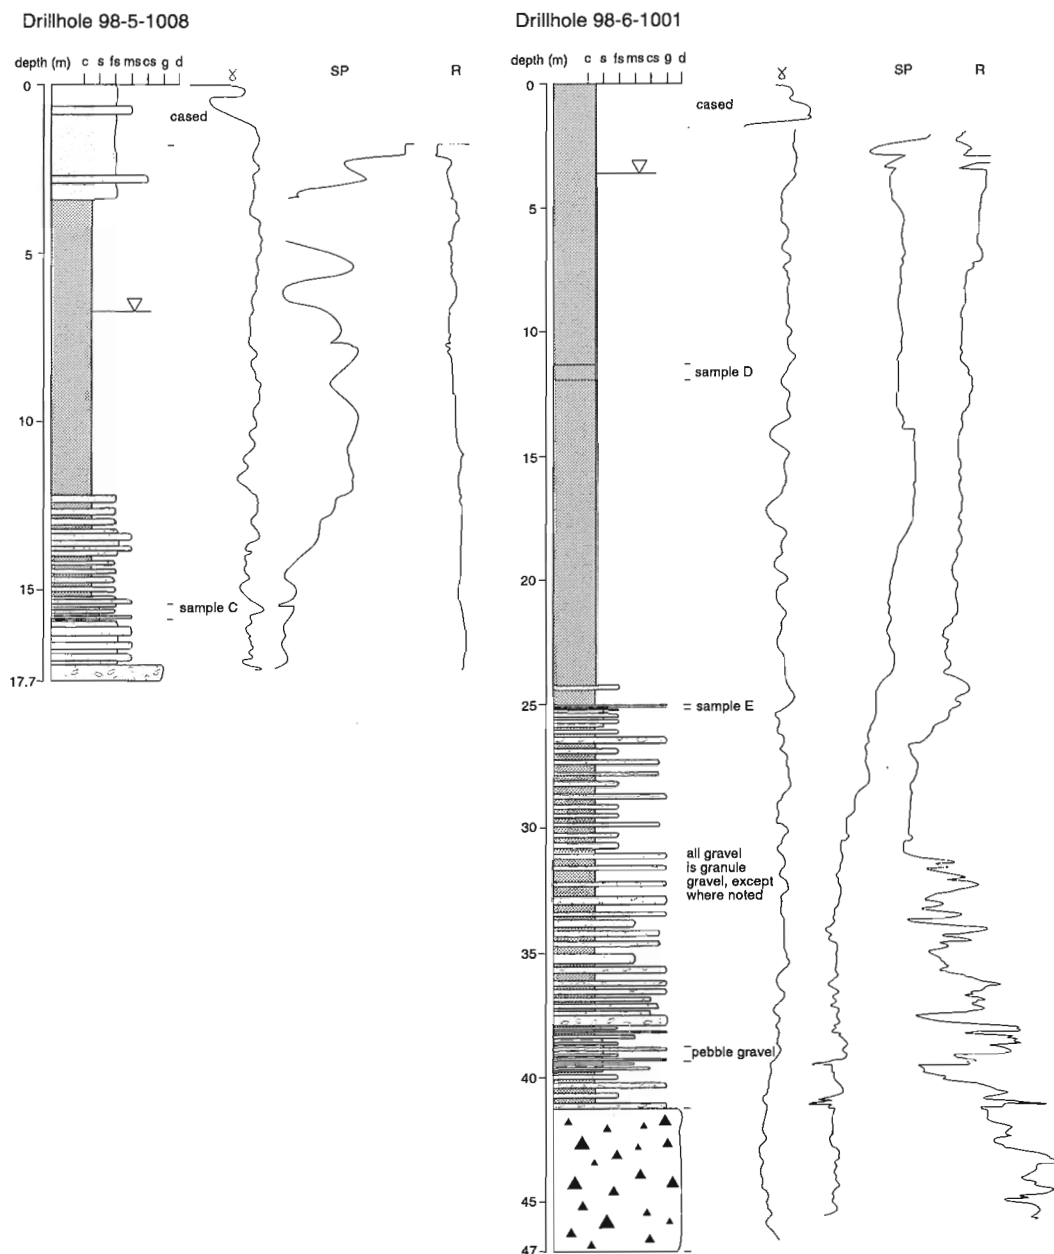 Drillhole 98-5-1008
depth (m) c s fs ms cs g d
ɣ SP R
0
cased
5
10
15
sample C
17.7
Drillhole 98-6-1001
depth (m) c s fs ms cs g d
ɣ SP R
0
cased
5
10
sample D
15
20
25
sample E
30
all gravel
is granule
gravel, except
where noted
35
pebble gravel
40
45
47